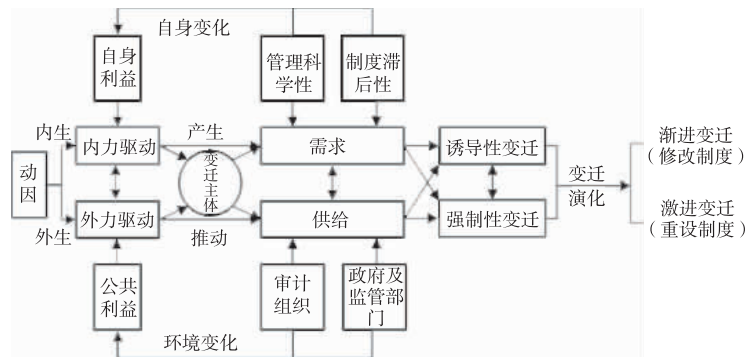 自身变化
自身
利益
管理科
学性
制度滞
后性
内生
内力驱动
产生
需求
诱导性变迁
渐进变迁
(修改制度)
动
因
变
迁
主
体
变迁
演化
外生
外力驱动
推动
供给
强制性变迁
激进变迁
(重设制度)
公共
利益
审计
组织
政府及
监管部
门
环境变化